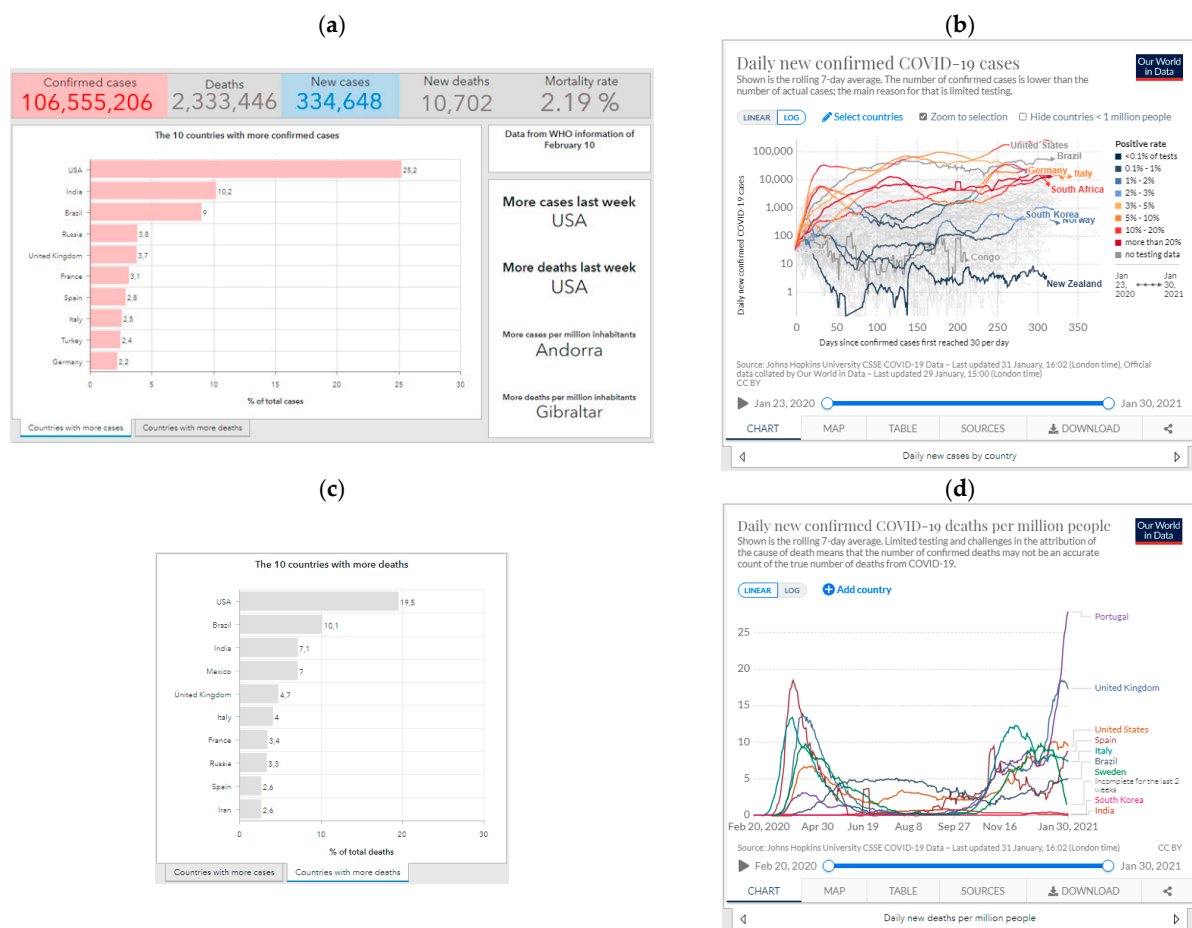 (a)
Confirmed cases
106,555,206
Deaths
2,333,446
New cases
334,648
New deaths
10,702
Mortality rate
2.19 %
The 10 countries with more confirmed cases
USA 25,2
India 10,2
Brazil 9
Russia 3,8
United Kingdom 3,7
France 3,1
Spain 2,8
Italy 2,5
Turkey 2,4
Germany 2,2
0 5 10 15 20 25 30
% of total cases
Countries with more cases Countries with more deaths
Data from WHO information of
February 10
More cases last week
USA
More deaths last week
USA
More cases per million inhabitants
Andorra
More deaths per million inhabitants
Gibraltar
(b)
Daily new confirmed COVID-19 cases
Shown is the rolling 7-day average. The number of confirmed cases is lower than the
number of actual cases; the main reason for that is limited testing.
Our World
in Data
LINEAR LOG Select countries Zoom to selection Hide countries < 1 million people
Daily new confirmed COVID-19 cases
100,000
10,000
1,000
100
10
1
0 50 100 150 200 250 300 350
Days since confirmed cases first reached 30 per day
United States
Brazil
Germany
Italy
South Africa
South Korea
Norway
Congo
New Zealand
Positive rate
<0.1% of tests
0.1% - 1%
1% - 2%
2% - 3%
3% - 5%
5% - 10%
10% - 20%
more than 20%
no testing data
Jan
23,
2020
Jan
30,
2021
Source: Johns Hopkins University CSSE COVID-19 Data – Last updated 31 January, 16:02 (London time), Official
data collated by Our World in Data – Last updated 29 January, 15:00 (London time)
CC BY
Jan 23, 2020 Jan 30, 2021
CHART MAP TABLE SOURCES DOWNLOAD
Daily new cases by country
(c)
The 10 countries with more deaths
USA 19,5
Brazil 10,1
India 7,1
Mexico 7
United Kingdom 4,7
Italy 4
France 3,4
Russia 3,3
Spain 2,6
Iran 2,6
0 10 20 30
% of total deaths
Countries with more cases Countries with more deaths
(d)
Daily new confirmed COVID-19 deaths per million people
Shown is the rolling 7-day average. Limited testing and challenges in the attribution of
the cause of death means that the number of confirmed deaths may not be an accurate
count of the true number of deaths from COVID-19.
Our World
in Data
LINEAR LOG Add country
25
20
15
10
5
0
Feb 20, 2020 Apr 30 Jun 19 Aug 8 Sep 27 Nov 16 Jan 30, 2021
Portugal
United Kingdom
United States
Spain
Italy
Brazil
Sweden
Incomplete for the last 2
weeks
South Korea
India
Source: Johns Hopkins University CSSE COVID-19 Data – Last updated 31 January, 16:02 (London time) CC BY
Feb 20, 2020 Jan 30, 2021
CHART MAP TABLE SOURCES DOWNLOAD
Daily new deaths per million people